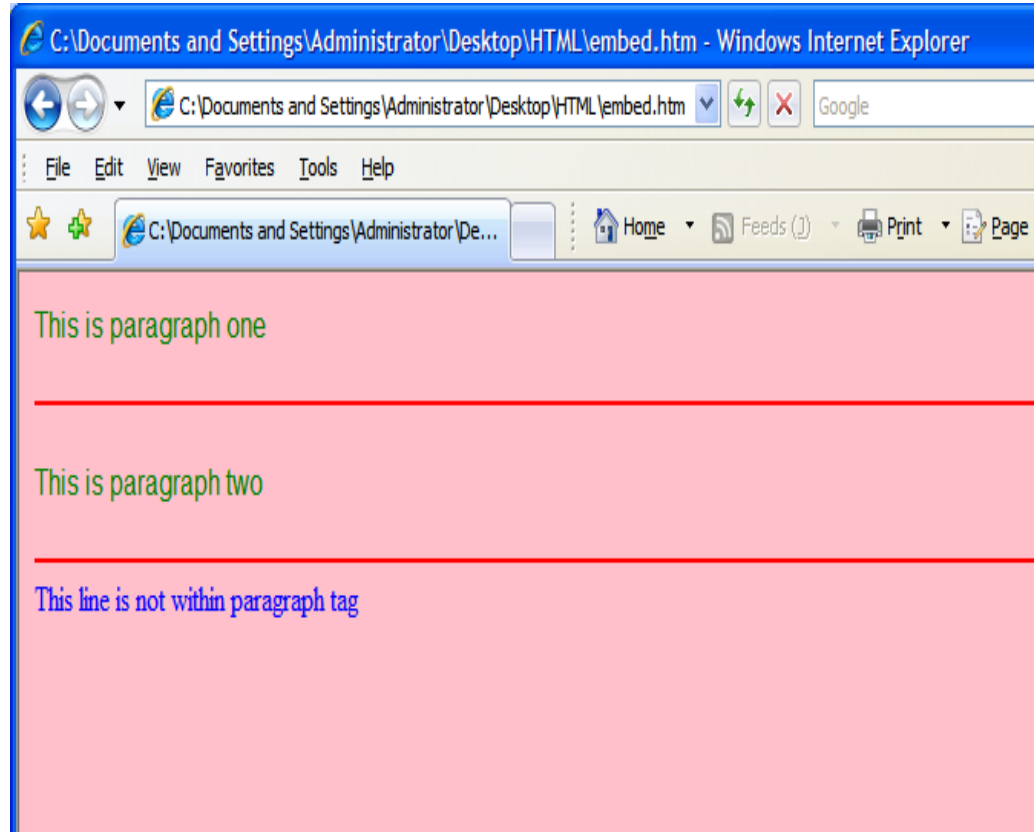 C:\Documents and Settings\Administrator\Desktop\HTML\embed.htm - Windows Internet Explorer
C:\Documents and Settings\Administrator\Desktop\HTML\embed.htm Google
File Edit View Favorites Tools Help
C:\Documents and Settings\Administrator\De... Home Feeds (J) Print Page
This is paragraph one
This is paragraph two
This line is not within paragraph tag